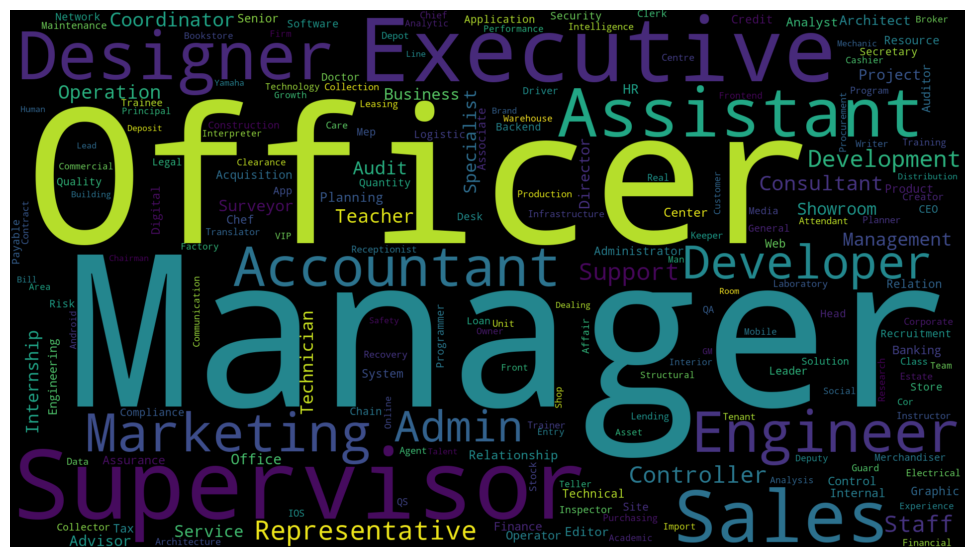 Network Coordinator Senior Software Chief Application Security Clerk Credit Analyst Architect Broker
Maintenance Analytic Performance Intelligence
Designer Executive
Bookstore Firm Depot Line Centre Mechanic Resource
Secretary
Cashier
Yamaha Technology Doctor Collection Project
Operation Growth Business Driver HR Frontend Program Auditor
Human Trainee Leasing Care Brand Warehouse Assistant
Principal Interpreter Logistic Specialist Associate Backend Procurement
Deposit Construction Mep Writer Training
Officer
Lead Legal Clearance Audit Director Real Customer Development
Commercial Acquisition Quantity Production Distribution
Quality App Planning Consultant Product
Building Digital Surveyor Infrastructure Creator
Contract Payable Chef Teacher Desk Center Media Showroom CEO
Translator VIP General Attendant Planner
Factory Receptionist Keeper Web Management
Chairman Accountant Administrator Man Developer
Bill Support Laboratory Relation
Area Communication Dealing Room
Manager
Risk Loan Unit Affair QA Head Corporate
Android Safety Owner Mobile Recruitment
Internship Technician Recovery Programmer Front Interior GM Solution Banking
Engineering System Structural Leader Class Team
Research Estate
Shop Social Store
Compliance Chain Online Lending Tenant Cor
Marketing Admin Trainer Asset Engineer Instructor
Entry
Data Assurance Office Agent Talent Relationship Deputy Merchandiser
Supervisor Stock Teller Controller Analysis Guard Electrical
Control
IOS QS Technical Site Internal Graphic
Inspector Purchasing Sales Experience
Collector Tax Service Representative Finance Editor Import Staff
Advisor Architecture Operator Academic Financial